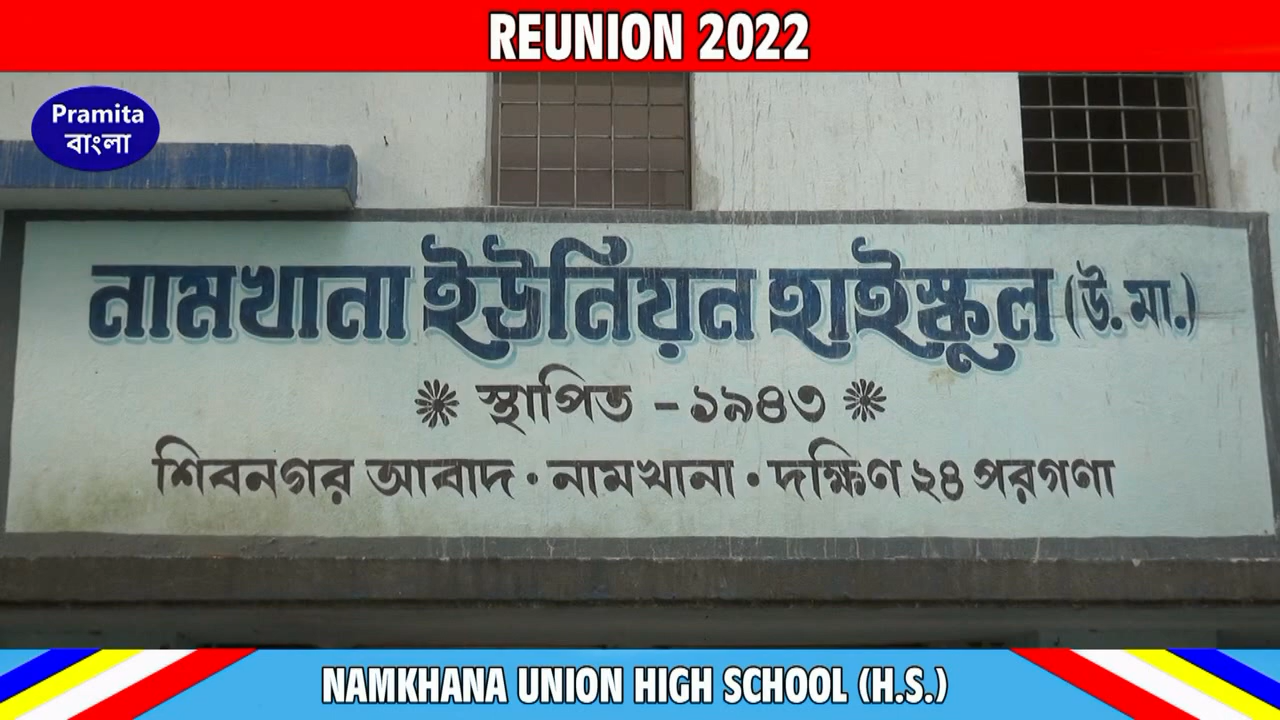 REUNION 2022
Pramita
বাংলা
নামখানা ইউনিয়ন হাইস্কুল (উ. মা.)
স্থাপিত - ১৯৪৩
শিবনগর আবাদ · নামখানা · দক্ষিণ ২৪ পরগণা
NAMKHANA UNION HIGH SCHOOL (H.S.)